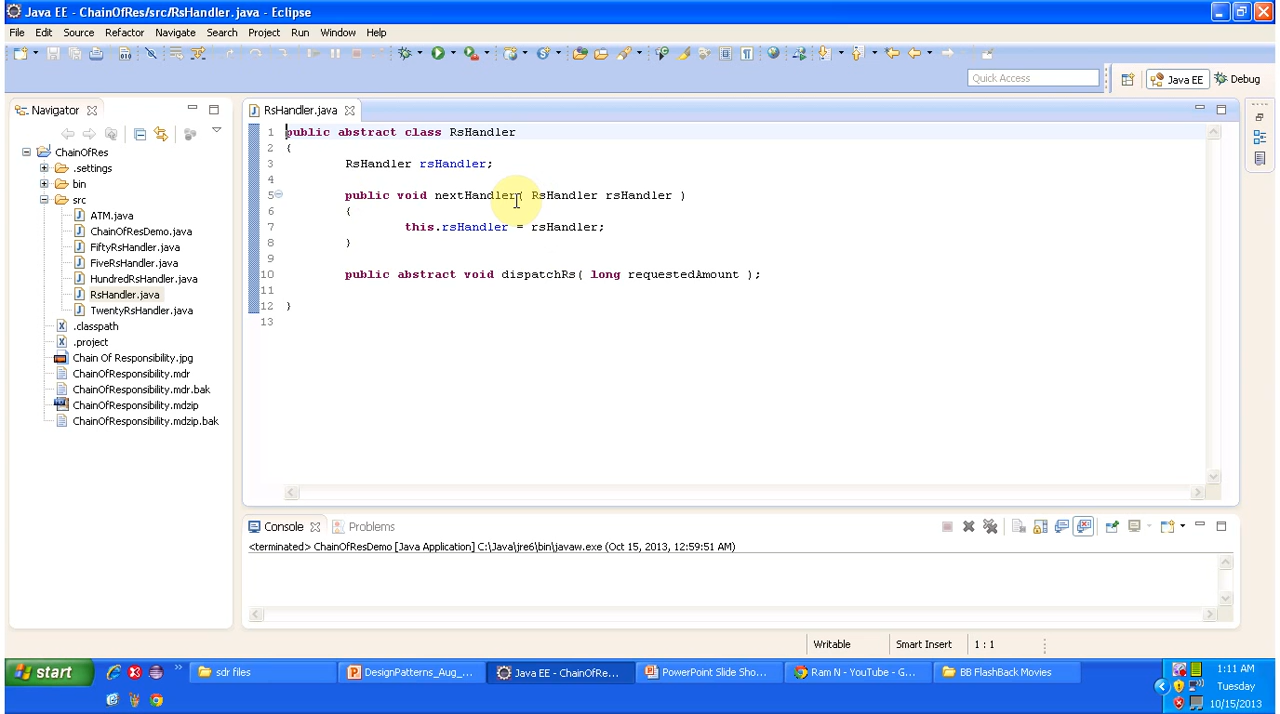 Java EE - ChainOfRes/src/RsHandler.java - Eclipse
File Edit Source Refactor Navigate Search Project Run Window Help
Quick Access
Java EE
Debug
Navigator
ChainOfRes
.settings
bin
src
ATM.java
ChainOfResDemo.java
FiftyRsHandler.java
FiveRsHandler.java
HundredRsHandler.java
RsHandler.java
TwentyRsHandler.java
.classpath
.project
Chain Of Responsibility.jpg
ChainOfResponsibility.mdr
ChainOfResponsibility.mdr.bak
ChainOfResponsibility.mdzip
ChainOfResponsibility.mdzip.bak
RsHandler.java
1 public abstract class RsHandler
2 {
3 RsHandler rsHandler;
4
5 public void nextHandler( RsHandler rsHandler )
6 {
7 this.rsHandler = rsHandler;
8 }
9
10 public abstract void dispatchRs( long requestedAmount );
11
12 }
13
Console
Problems
<terminated> ChainOfResDemo [Java Application] C:\Java\jre6\bin\javaw.exe (Oct 15, 2013, 12:59:51 AM)
Writable
Smart Insert
1 : 1
start
sdr files
DesignPatterns_Aug_...
Java EE - ChainOfRe...
PowerPoint Slide Sho...
Ram N - YouTube - G...
BB FlashBack Movies
1:11 AM
Tuesday
10/15/2013